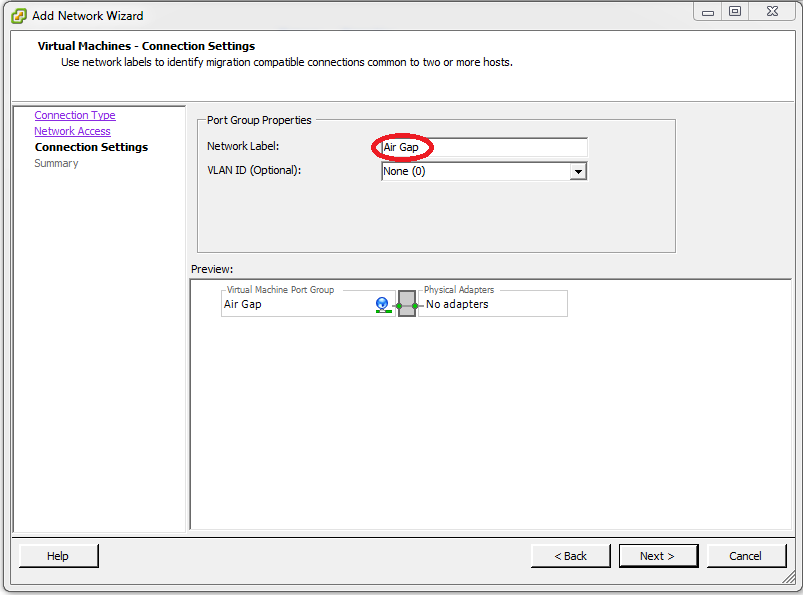 Add Network Wizard
Virtual Machines - Connection Settings
Use network labels to identify migration compatible connections common to two or more hosts.
Connection Type
Network Access
Connection Settings
Summary
Port Group Properties
Network Label:
Air Gap
VLAN ID (Optional):
None (0)
Preview:
Virtual Machine Port Group
Air Gap
Physical Adapters
No adapters
Help
< Back
Next >
Cancel